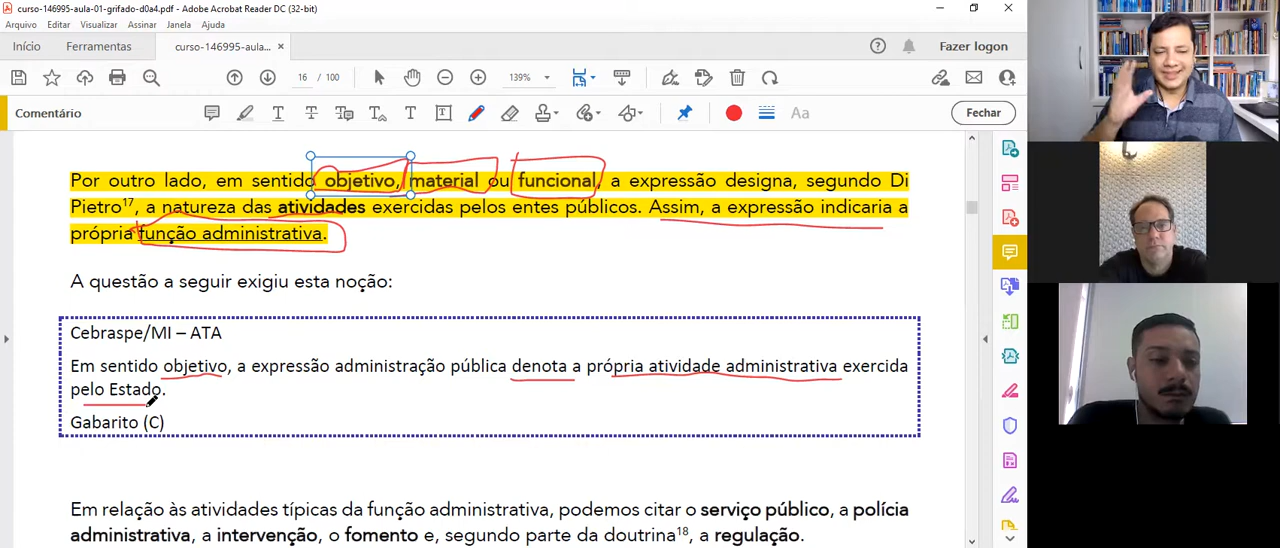 curso-146995-aula-01-grifado-d0a4.pdf - Adobe Acrobat Reader DC (32-bit)
Arquivo Editar Visualizar Assinar Janela Ajuda
Início Ferramentas curso-146995-aula-... × Fazer logon
16 / 100 139%
Comentário Aa Fechar
Por outro lado, em sentido objetivo, material ou funcional, a expressão designa, segundo Di
Pietro17, a natureza das atividades exercidas pelos entes públicos. Assim, a expressão indicaria a
própria função administrativa.
A questão a seguir exigiu esta noção:
Cebraspe/MI – ATA
Em sentido objetivo, a expressão administração pública denota a própria atividade administrativa exercida
pelo Estado.
Gabarito (C)
Em relação às atividades típicas da função administrativa, podemos citar o serviço público, a polícia
administrativa, a intervenção, o fomento e, segundo parte da doutrina18, a regulação.